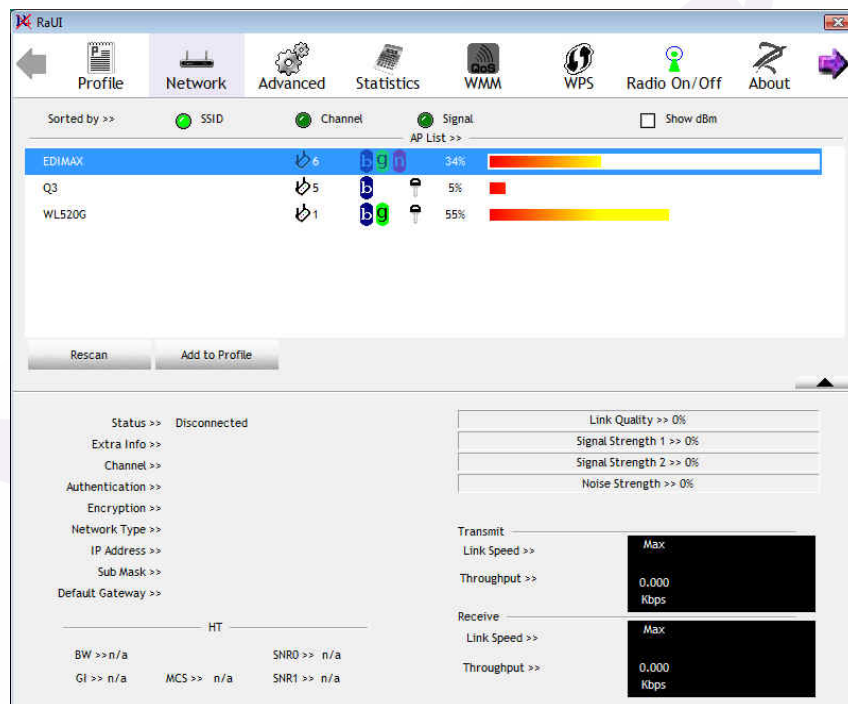 RaUI
Profile Network Advanced Statistics QoS WMM WPS Radio On/Off About
Sorted by >> SSID Channel Signal Show dBm
AP List >>
EDIMAX 6 b g n 34%
Q3 5 b 5%
WL520G 1 b g 55%
Rescan Add to Profile
Status >> Disconnected
Extra Info >>
Channel >>
Authentication >>
Encryption >>
Network Type >>
IP Address >>
Sub Mask >>
Default Gateway >>
HT
BW >> n/a SNR0 >> n/a
GI >> n/a MCS >> n/a SNR1 >> n/a
Link Quality >> 0%
Signal Strength 1 >> 0%
Signal Strength 2 >> 0%
Noise Strength >> 0%
Transmit
Link Speed >> Max
Throughput >> 0.000
Kbps
Receive
Link Speed >> Max
Throughput >> 0.000
Kbps